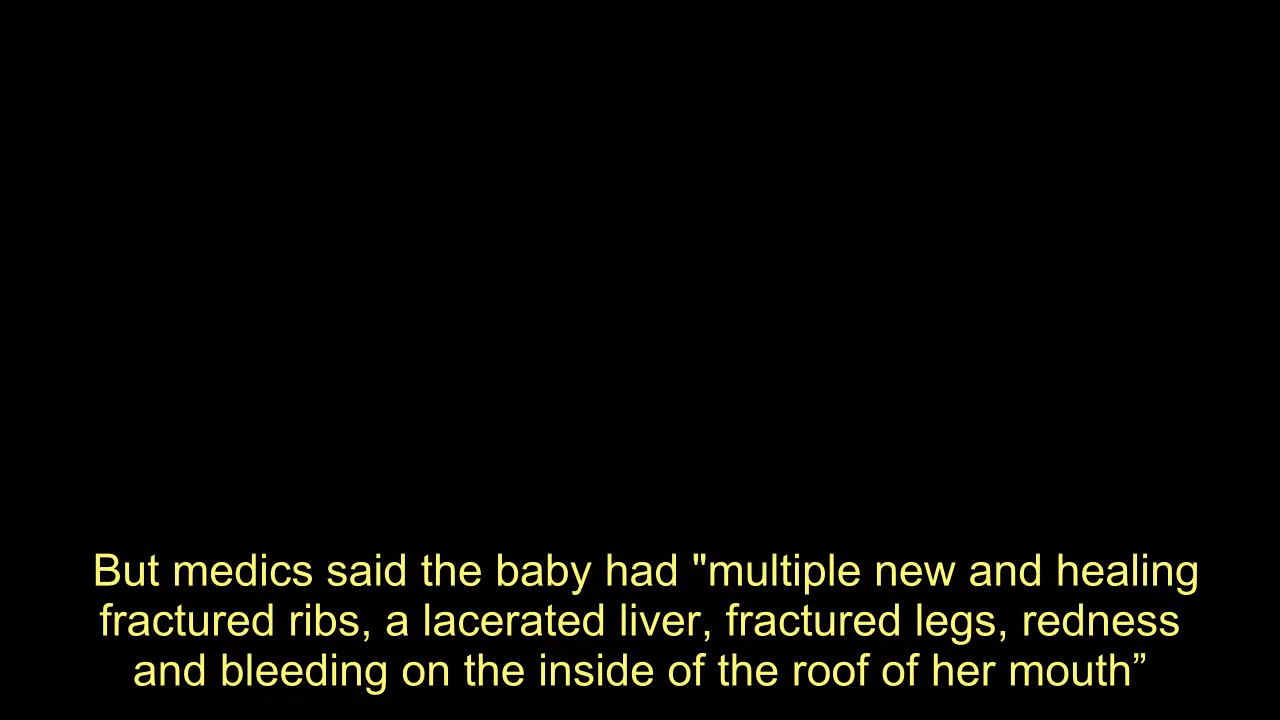 But medics said the baby had "multiple new and healing
fractured ribs, a lacerated liver, fractured legs, redness
and bleeding on the inside of the roof of her mouth”